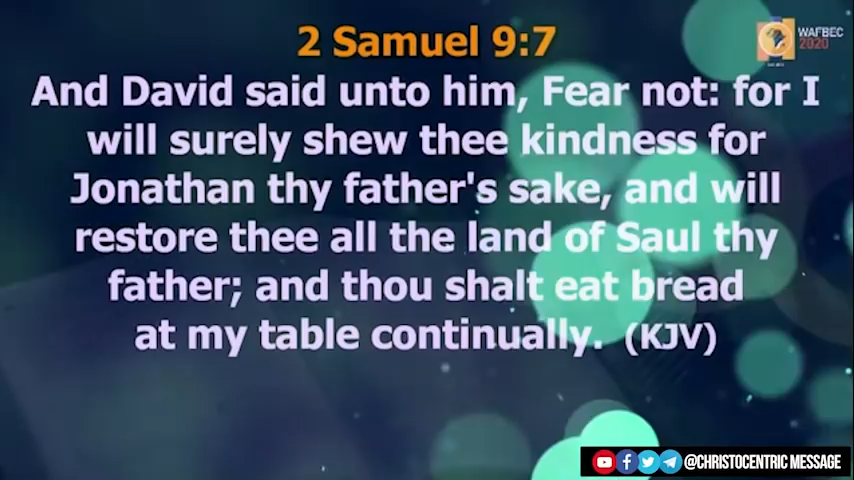 2 Samuel 9:7
WAFBEC
2020
And David said unto him, Fear not: for I
will surely shew thee kindness for
Jonathan thy father's sake, and will
restore thee all the land of Saul thy
father; and thou shalt eat bread
at my table continually. (KJV)
@CHRISTOCENTRIC MESSAGE